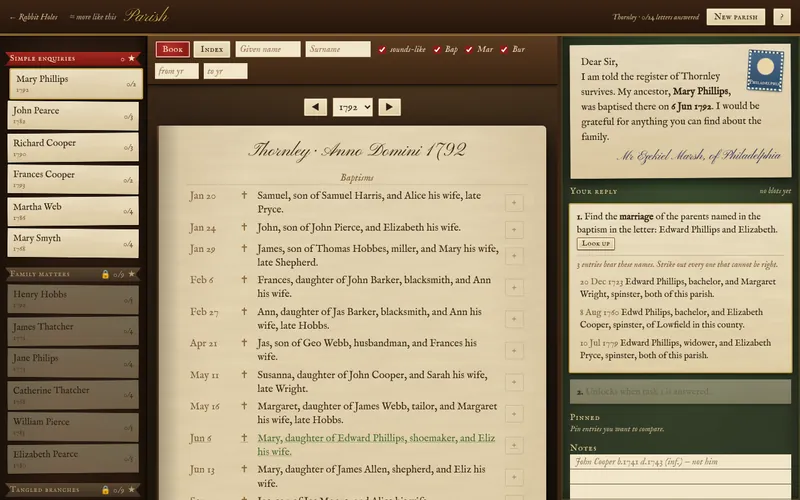 ← Rabbit Holes
≈ more like this
Parish
Thornley · 0/24 letters answered
New parish
?
Simple enquiries 0 ★
Mary Phillips
1792
0/2
John Pearce
0/3
Richard Cooper
1790
0/3
Frances Cooper
0/3
Martha Web
1786
0/4
Mary Smyth
1768
0/4
Family matters 🔒 0/9 ★
Henry Hobbs
0/5
James Thatcher
0/4
Jane Philips
0/4
Catherine Thatcher
0/4
William Pierce
0/5
Elizabeth Pearce
0/5
Tangled branches 🔒 0/9 ★
Book
Index
Given name
Surname
sounds-like
Bap
Mar
Bur
from yr
to yr
◀ 1792 ▶
Thornley · Anno Domini 1792
Baptisms
Jan 20 ✝ Samuel, son of Samuel Harris, and Alice his wife, late
Pryce.
+
Jan 24 ✝ John, son of John Pierce, and Elizabeth his wife.
+
Jan 29 ✝ James, son of Thomas Hobbes, miller, and Mary his wife,
late Shepherd.
+
Feb 6 ✝ Frances, daughter of John Barker, blacksmith, and Ann
his wife.
+
Feb 27 ✝ Ann, daughter of Jas Barker, blacksmith, and Ann his
wife, late Hobbs.
+
Apr 21 ✝ Jas, son of Geo Webb, husbandman, and Frances his
wife.
+
May 11 ✝ Susanna, daughter of John Cooper, and Sarah his wife,
late Wright.
+
May 16 ✝ Margaret, daughter of James Webb, tailor, and Margaret
his wife, late Hobbs.
+
Jun 6 ✝ Mary, daughter of Edward Phillips, shoemaker, and Eliz
his wife.
+
Jun 13 ✝ Mary, daughter of James Allen, shepherd, and Eliz his
wife.
+
Dear Sir,
I am told the register of Thornley
survives. My ancestor, Mary Phillips,
was baptised there on 6 Jun 1792. I would be
grateful for anything you can find about the
family.
Mr Ezekiel Marsh, of Philadelphia
PHILADELPHIA
Your reply
no blots yet
1. Find the marriage of the parents named in the
baptism in the letter: Edward Phillips and Elizabeth.
Look up
3 entries bear these names. Strike out every one that cannot be right.
20 Dec 1723 Edward Phillips, bachelor, and Margaret
Wright, spinster, both of this parish.
8 Aug 1760 Edwd Philips, bachelor, and Elizabeth
Cooper, spinster, of Lowfield in this county.
10 Jul 1779 Edward Phillips, widower, and Elizabeth
Pryce, spinster, both of this parish.
2. Unlocks when task 1 is answered.
Pinned
Pin entries you want to compare.
Notes
John Cooper b.1741 d.1743 (inf.) — not him